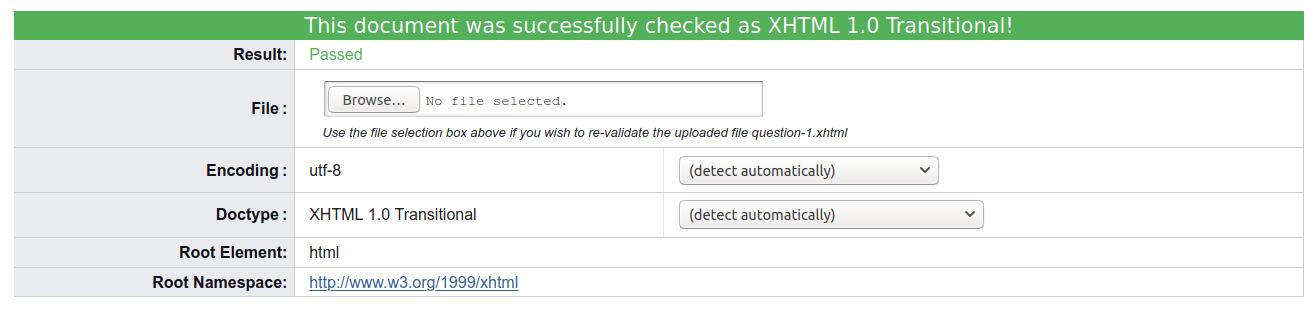 This document was successfully checked as XHTML 1.0 Transitional!
Result: Passed
File : Browse... No file selected.
Use the file selection box above if you wish to re-validate the uploaded file question-1.xhtml
Encoding : utf-8 (detect automatically)
Doctype : XHTML 1.0 Transitional (detect automatically)
Root Element: html
Root Namespace: http://www.w3.org/1999/xhtml